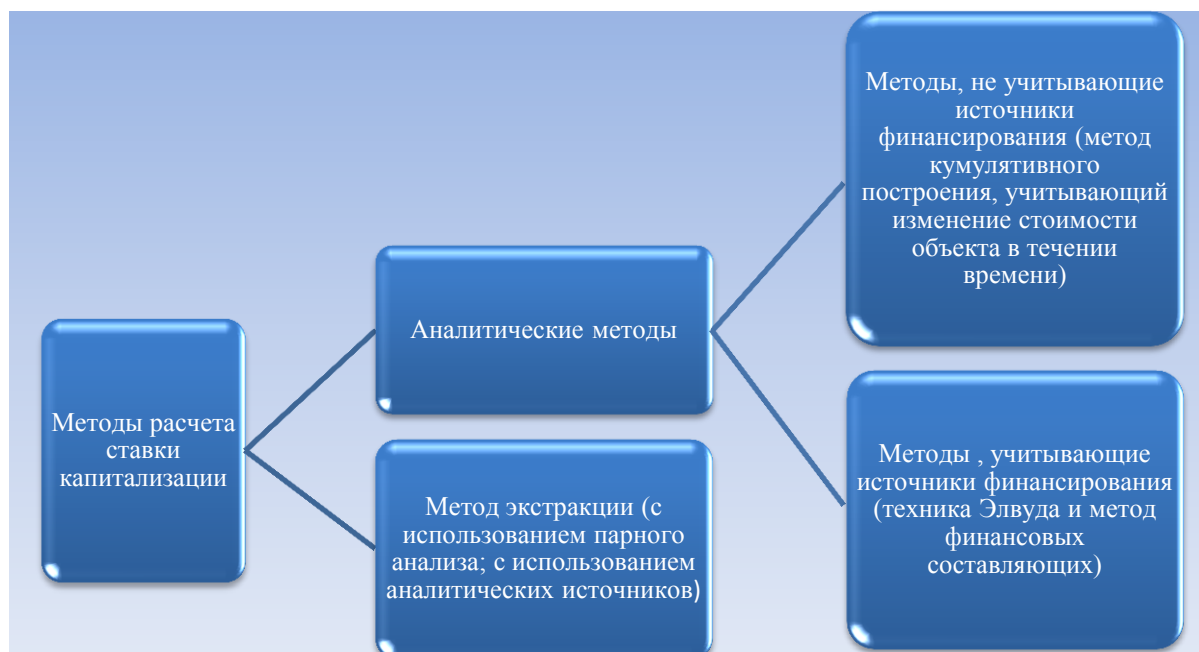 Методы расчета
ставки
капитализации
Аналитические методы
Метод экстракции (с
использованием парного
анализа; с использованием
аналитических источников)
Методы, не учитывающие
источники
финансирования (метод
кумулятивного
построения, учитывающий
изменение стоимости
объекта в течении
времени)
Методы , учитывающие
источники финансирования
(техника Элвуда и метод
финансовых
составляющих)